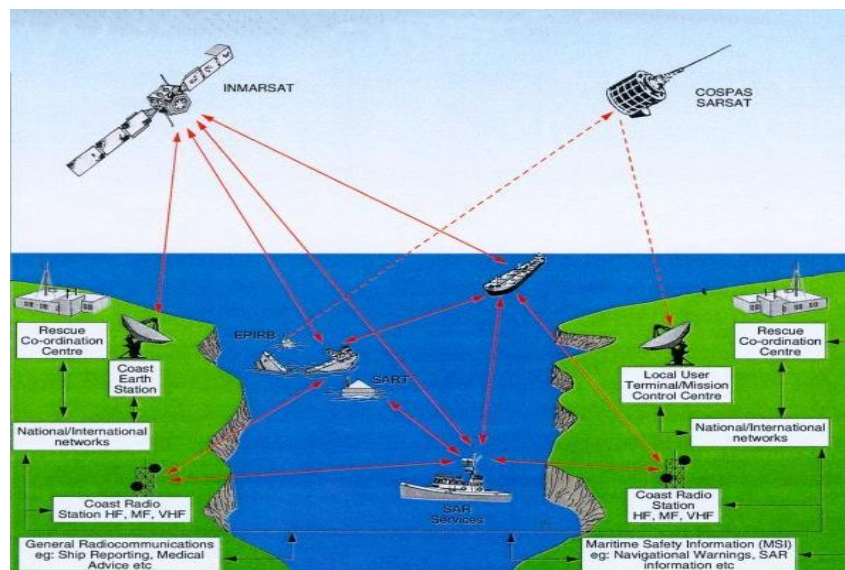 INMARSAT
COSPAS
SARSAT
Rescue
Co-ordination
Centre
EPIRB
Rescue
Co-ordination
Centre
Coast
Earth
Station
SART
Local User
Terminal/Mission
Control Centre
National/International
networks
National/International
networks
Coast Radio
Station HF, MF, VHF
SAR
Services
Coast Radio
Station
HF, MF, VHF
General Radiocommunications
eg: Ship Reporting, Medical
Advice etc
Maritime Safety Information (MSI)
eg: Navigational Warnings, SAR
information etc